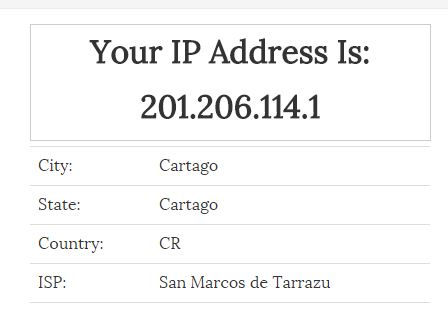 Your IP Address Is:
201.206.114.1
City: Cartago
State: Cartago
Country: CR
ISP: San Marcos de Tarrazu